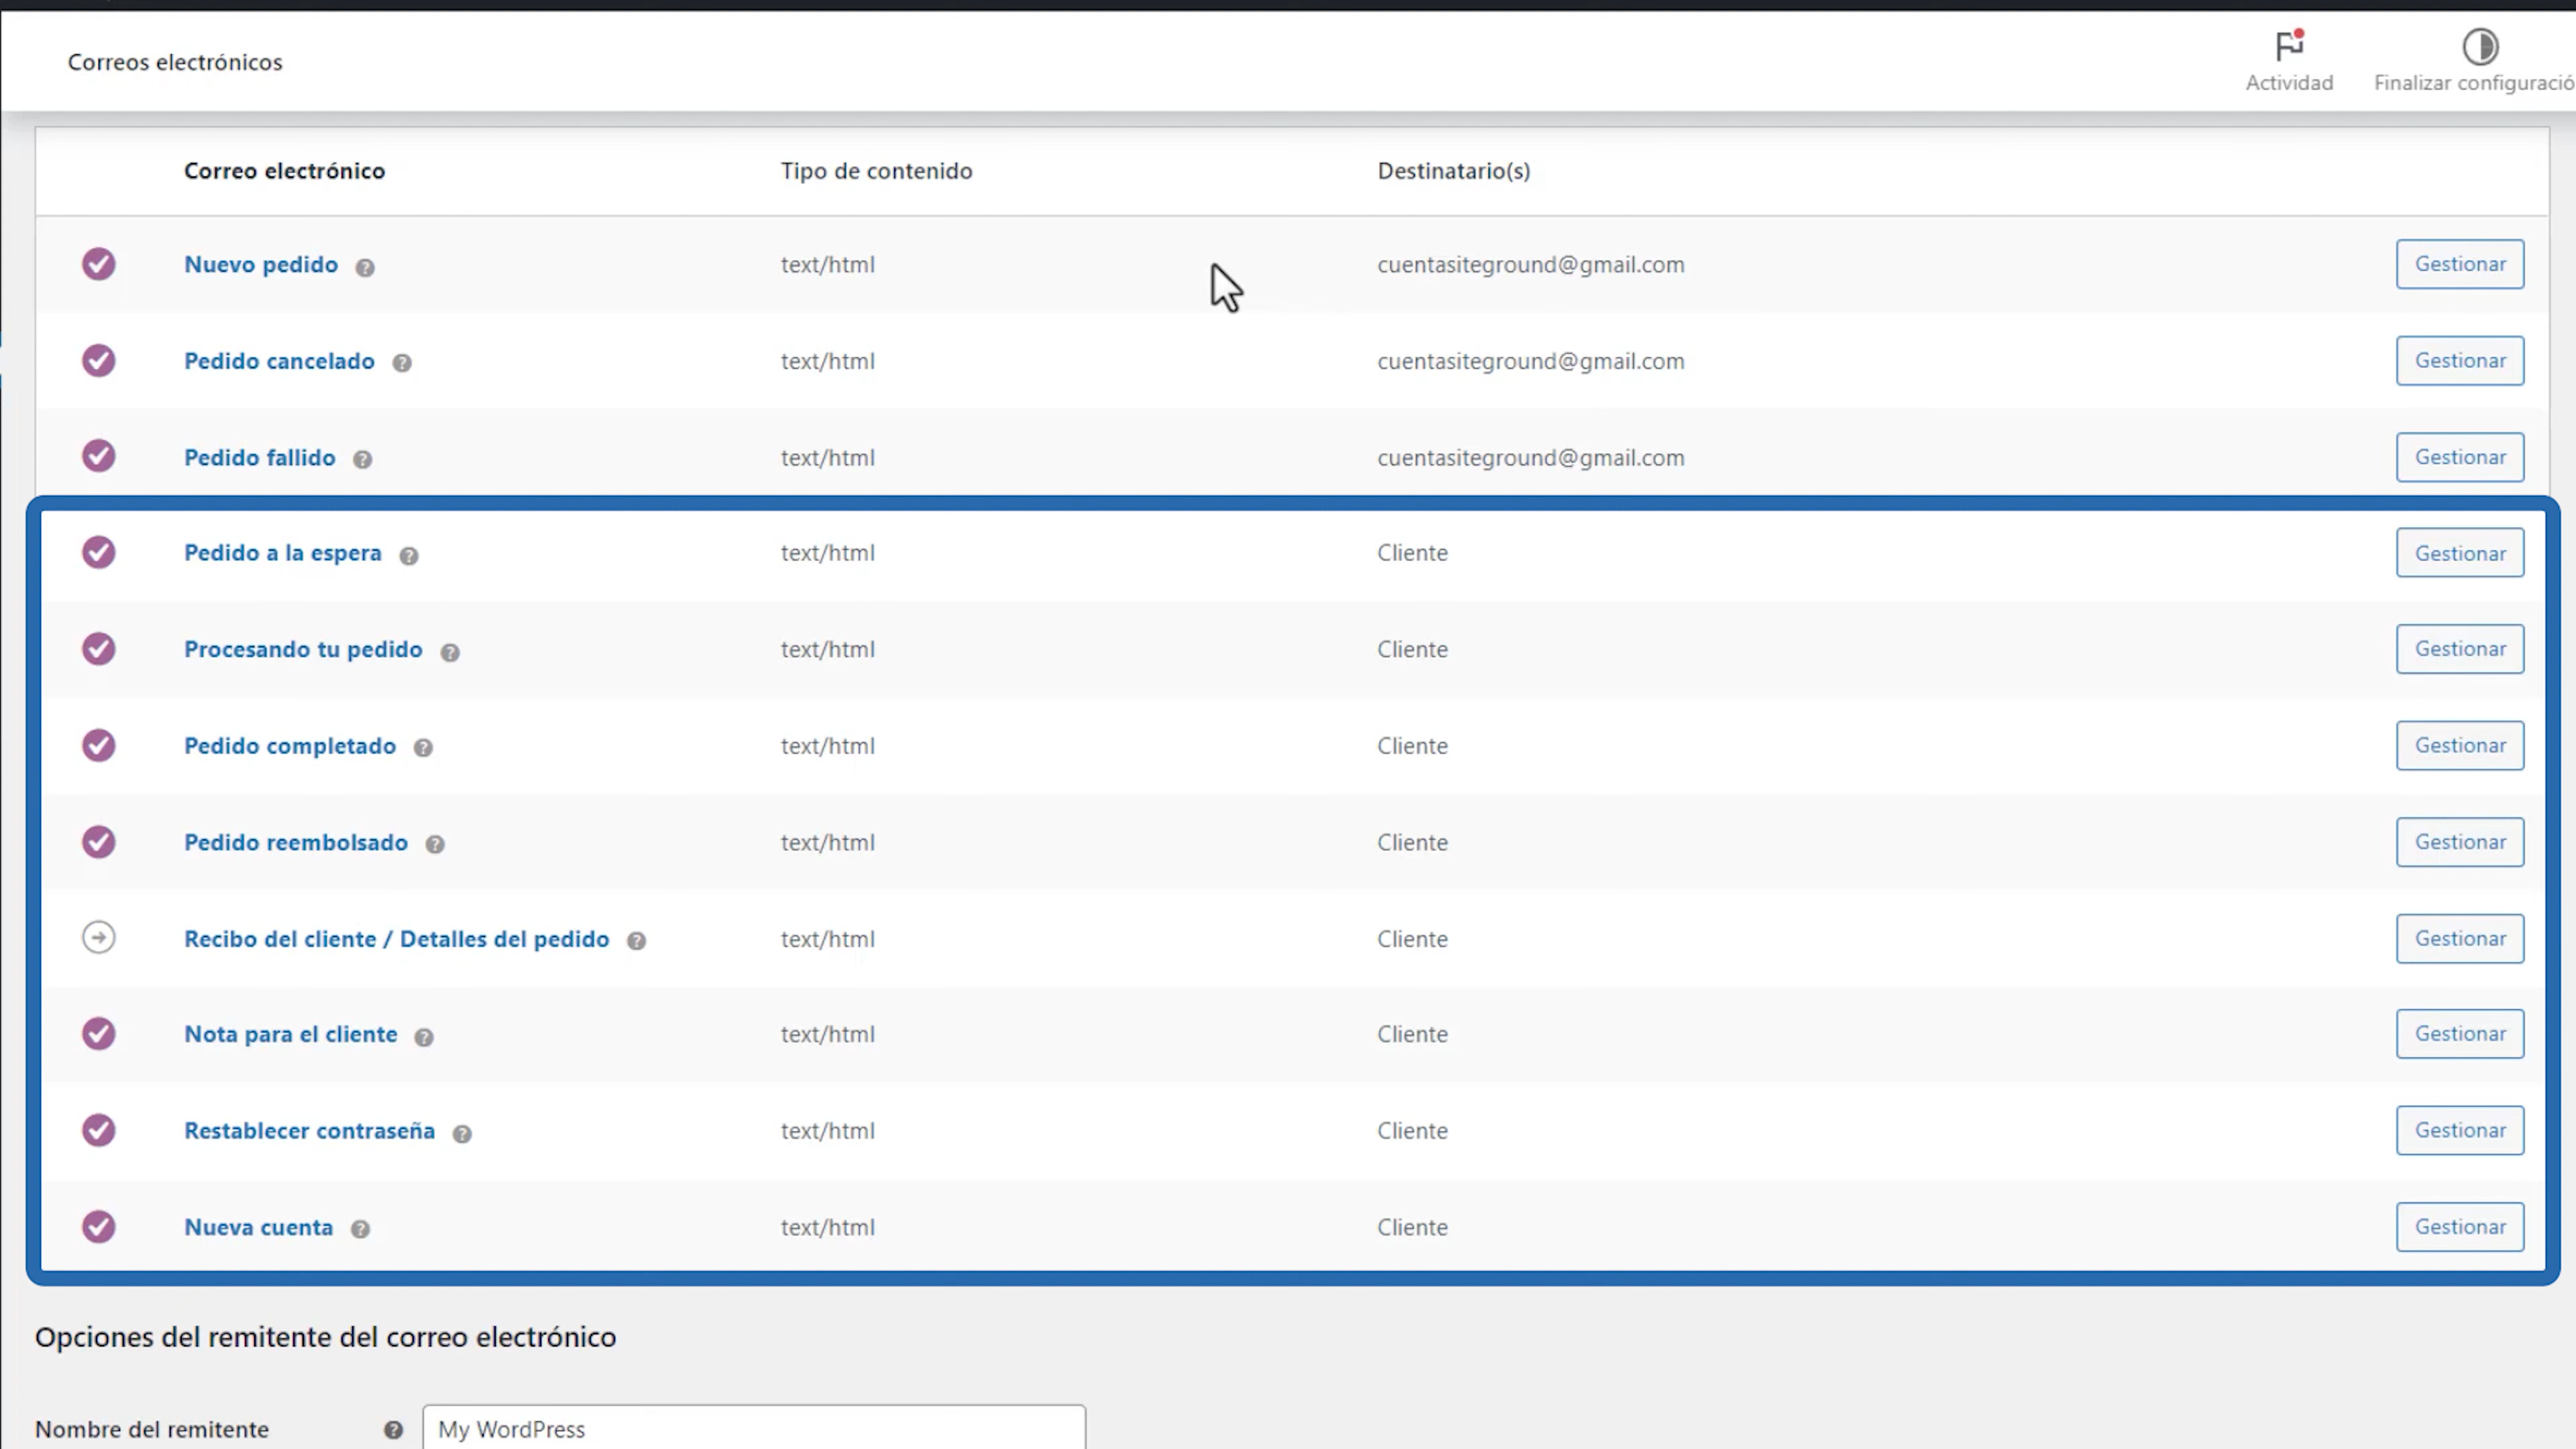 Correos electrónicos
Actividad
Finalizar configuració
Correo electrónico Tipo de contenido Destinatario(s)
Nuevo pedido text/html cuentasiteground@gmail.com Gestionar
Pedido cancelado text/html cuentasiteground@gmail.com Gestionar
Pedido fallido text/html cuentasiteground@gmail.com Gestionar
Pedido a la espera text/html Cliente Gestionar
Procesando tu pedido text/html Cliente Gestionar
Pedido completado text/html Cliente Gestionar
Pedido reembolsado text/html Cliente Gestionar
Recibo del cliente / Detalles del pedido text/html Cliente Gestionar
Nota para el cliente text/html Cliente Gestionar
Restablecer contraseña text/html Cliente Gestionar
Nueva cuenta text/html Cliente Gestionar
Opciones del remitente del correo electrónico
Nombre del remitente My WordPress